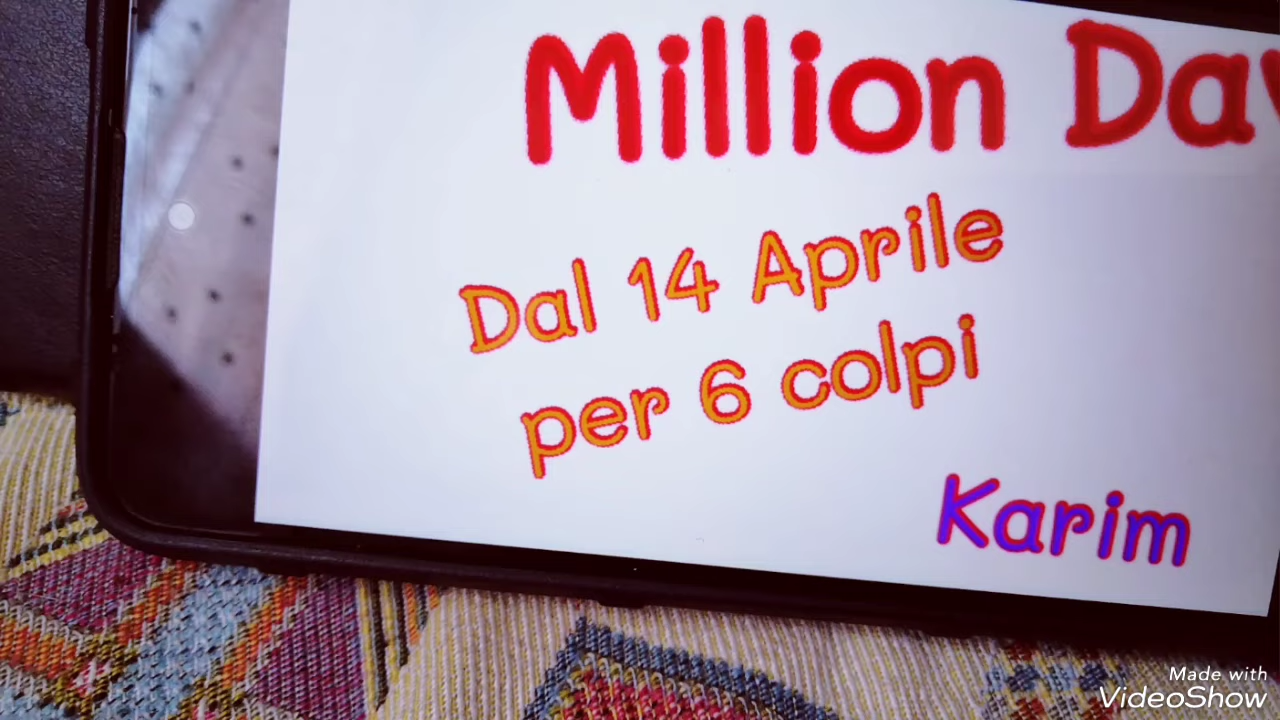 Million Day
Dal 14 Aprile
per 6 colpi
Karim
Made with
VideoShow